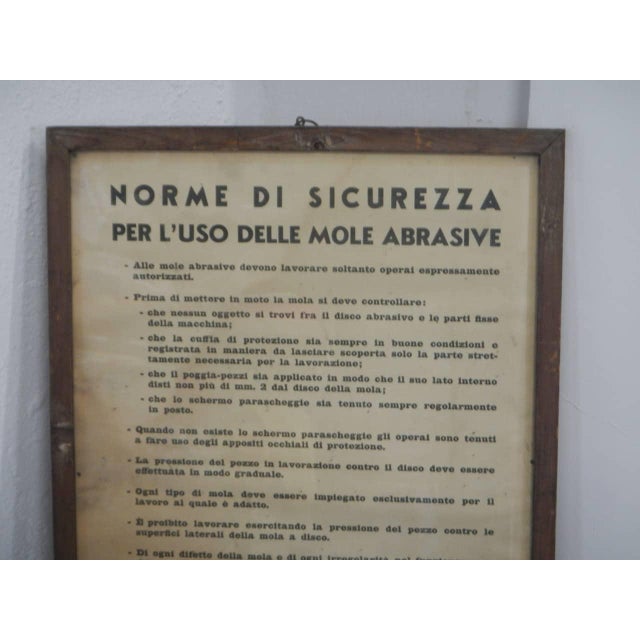 NORME DI SICUREZZA
PER L'USO DELLE MOLE ABRASIVE
- Alle mole abrasive devono lavorare soltanto operai espressamente
autorizzati.
- Prima di mettere in moto la mola si deve controllare:
- che nessun oggetto si trovi fra il disco abrasivo e le parti fisse
della macchina;
- che la cuffia di protezione sia sempre in buone condizioni e
registrata in maniera da lasciare scoperta solo la parte stret-
tamente necessaria per la lavorazione;
- che il poggia-pezzi sia applicato in modo che il suo lato interno
disti non più di mm. 2 dal disco della mola;
- che lo schermo parascheggie sia tenuto sempre regolarmente
in posto.
- Quando non esiste lo schermo parascheggie gli operai sono tenuti
a fare uso degli appositi occhiali di protezione.
- La pressione del pezzo in lavorazione contro il disco deve essere
effettuata in modo graduale.
- Ogni tipo di mola deve essere impiegato esclusivamente per il
lavoro al quale è adatto.
- È proibito lavorare esercitando la pressione del pezzo contro le
superfici laterali della mola a disco.
- Di ogni difetto della mola e di ogni irregolarità nel